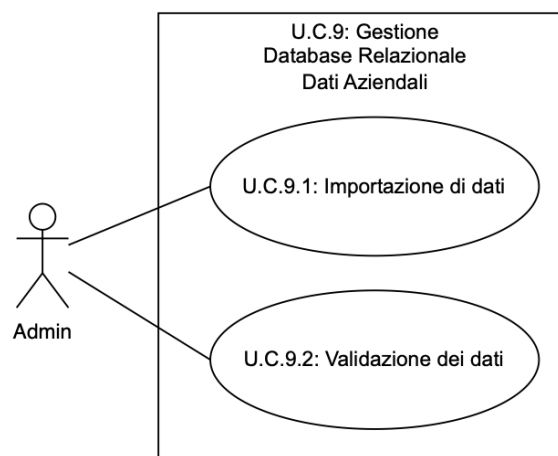 U.C.9: Gestione
Database Relazionale
Dati Aziendali
U.C.9.1: Importazione di dati
Admin
U.C.9.2: Validazione dei dati